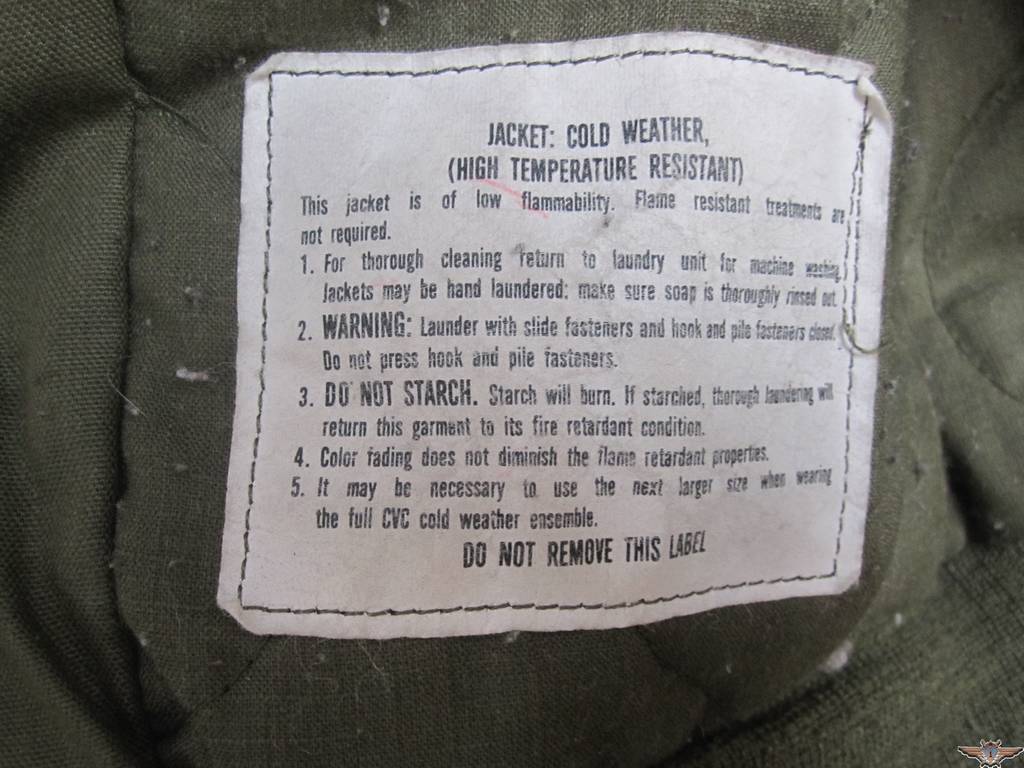 JACKET: COLD WEATHER,
(HIGH TEMPERATURE RESISTANT)
This jacket is of low flammability. Flame resistant treatments are
not required.
1. For thorough cleaning return to laundry unit for machine washing.
Jackets may be hand laundered: make sure soap is thoroughly rinsed out.
2. WARNING: Launder with slide fasteners and hook and pile fasteners closed.
Do not press hook and pile fasteners.
3. DO NOT STARCH. Starch will burn. If starched, thorough laundering will
return this garment to its fire retardant condition.
4. Color fading does not diminish the flame retardant properties.
5. It may be necessary to use the next larger size when wearing
the full CVC cold weather ensemble.
DO NOT REMOVE THIS LABEL